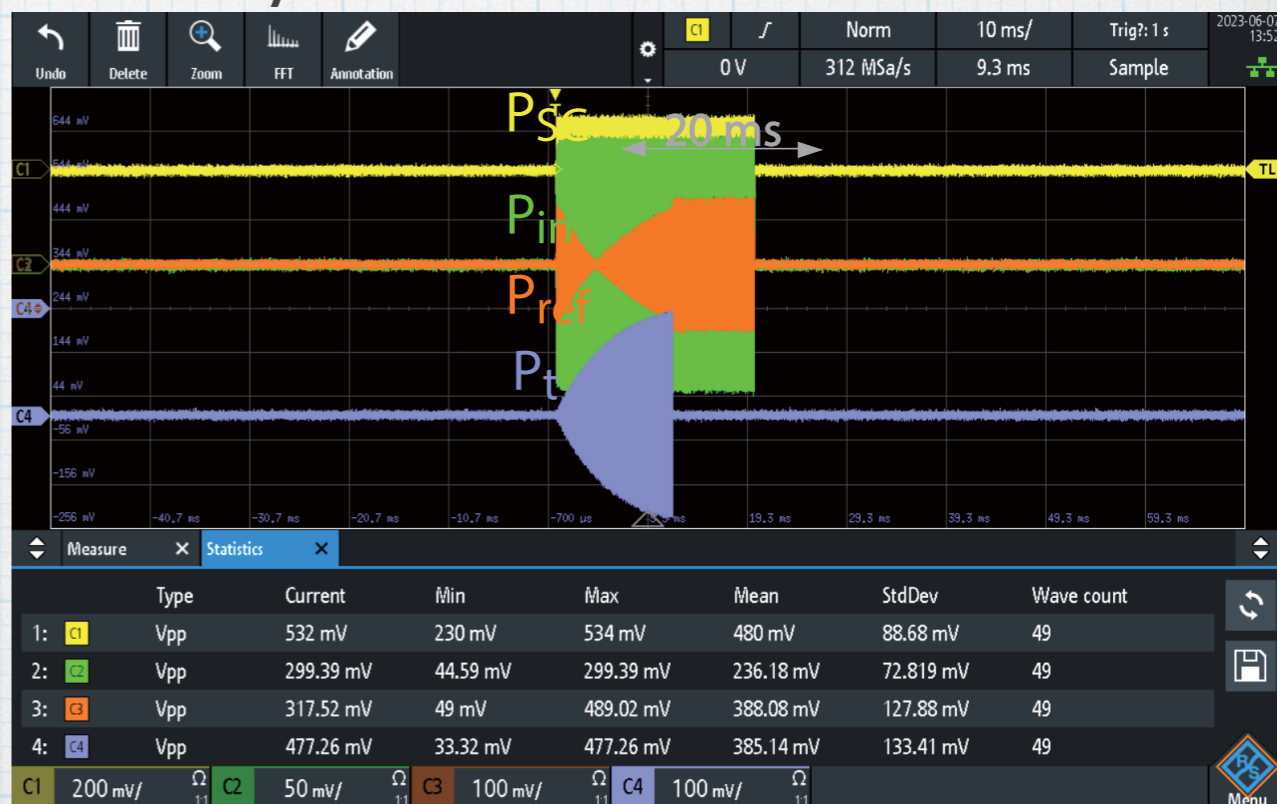 Undo Delete Zoom FFT Annotation
C1 Norm 10 ms/ Trig?: 1 s
0 V 312 MSa/s 9.3 ms Sample
2023-06-07
13:52
644 mV
544 mV
444 mV
344 mV
244 mV
144 mV
44 mV
-56 mV
-156 mV
-256 mV
C1
C2
C4
C4
TL
T
20 ms
Pin
Pref
Pt
-40.7 ms -30.7 ms -20.7 ms -10.7 ms -700 µs 19.3 ms 29.3 ms 39.3 ms 49.3 ms 59.3 ms
Measure × Statistics ×
Type Current Min Max Mean StdDev Wave count
1: C1 Vpp 532 mV 230 mV 534 mV 480 mV 88.68 mV 49
2: C2 Vpp 299.39 mV 44.59 mV 299.39 mV 236.18 mV 72.819 mV 49
3: C3 Vpp 317.52 mV 49 mV 489.02 mV 388.08 mV 127.88 mV 49
4: C4 Vpp 477.26 mV 33.32 mV 477.26 mV 385.14 mV 133.41 mV 49
C1 200 mV/ Ω 1:1 C2 50 mV/ Ω 1:1 C3 100 mV/ Ω 1:1 C4 100 mV/ Ω 1:1
R S
Menu